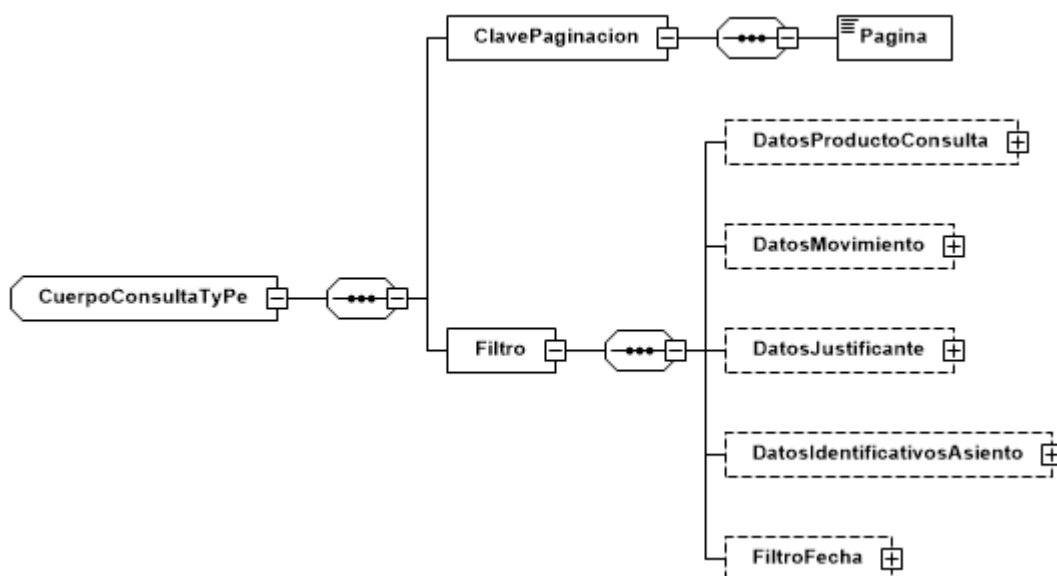 ClavePaginacion
Pagina
DatosProductoConsulta
DatosMovimiento
CuerpoConsultaTyPe
Filtro
DatosJustificante
DatosIdentificativosAsiento
FiltroFecha